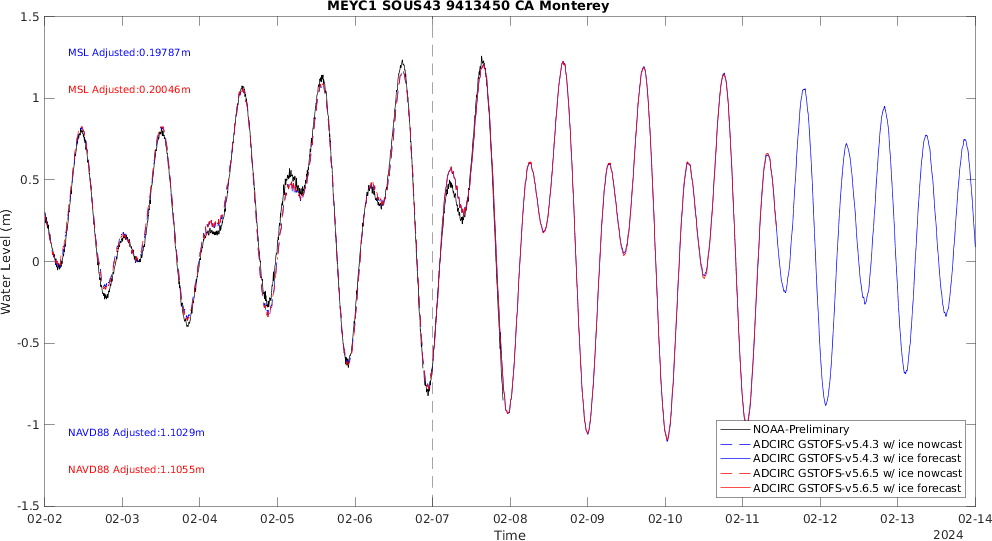 MEYC1 SOUS43 9413450 CA Monterey
1.5
1
0.5
0
-0.5
-1
-1.5
Water Level (m)
MSL Adjusted:0.19787m
MSL Adjusted:0.20046m
NAVD88 Adjusted:1.1029m
NAVD88 Adjusted:1.1055m
NOAA-Preliminary
ADCIRC GSTOFS-v5.4.3 w/ ice nowcast
ADCIRC GSTOFS-v5.4.3 w/ ice forecast
ADCIRC GSTOFS-v5.6.5 w/ ice nowcast
ADCIRC GSTOFS-v5.6.5 w/ ice forecast
02-02 02-03 02-04 02-05 02-06 02-07 02-08 02-09 02-10 02-11 02-12 02-13 02-14
Time
2024